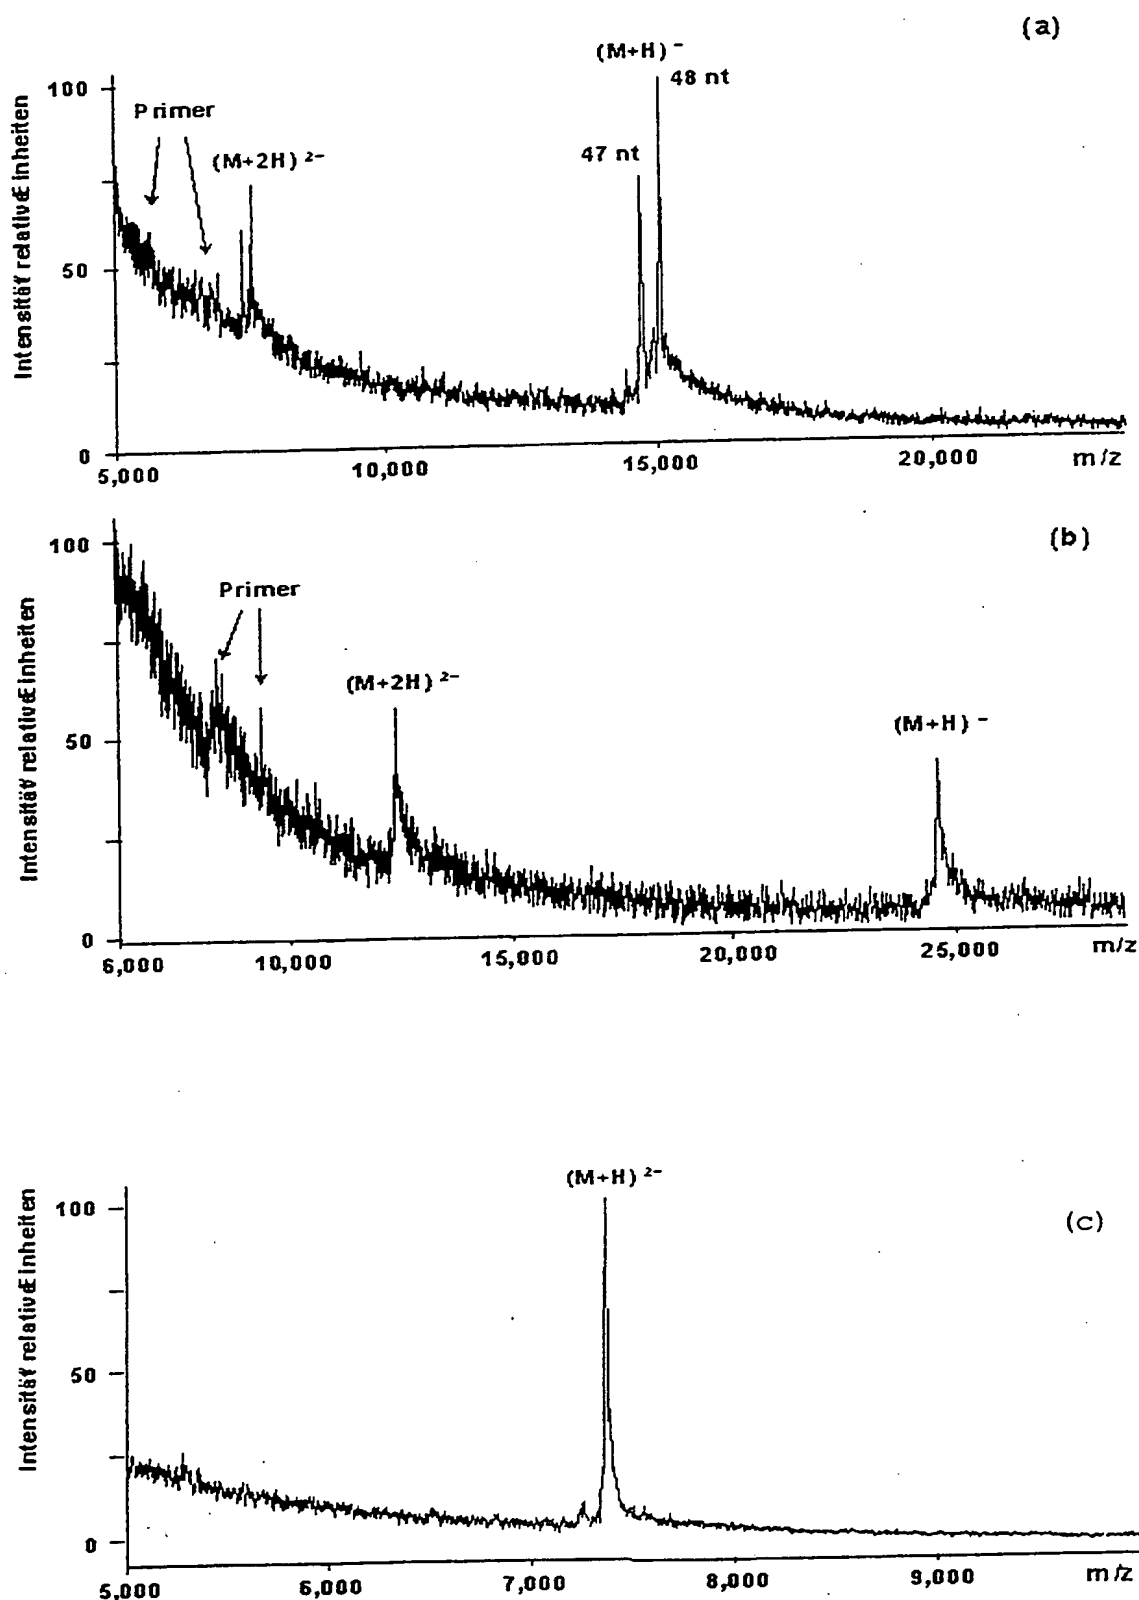 (a)
(M+H)⁻
48 nt
47 nt
Primer
(M+2H) ²⁻
100
50
0
Intensität/ relative Einheiten
5,000 10,000 15,000 20,000 m/z
(b)
100
Primer
(M+2H) ²⁻
(M+H) ⁻
50
0
Intensität/ relative Einheiten
6,000 10,000 15,000 20,000 25,000 m/z
(M+H) ²⁻
(c)
100
50
0
Intensität/ relative Einheiten
5,000 6,000 7,000 8,000 9,000 m/z